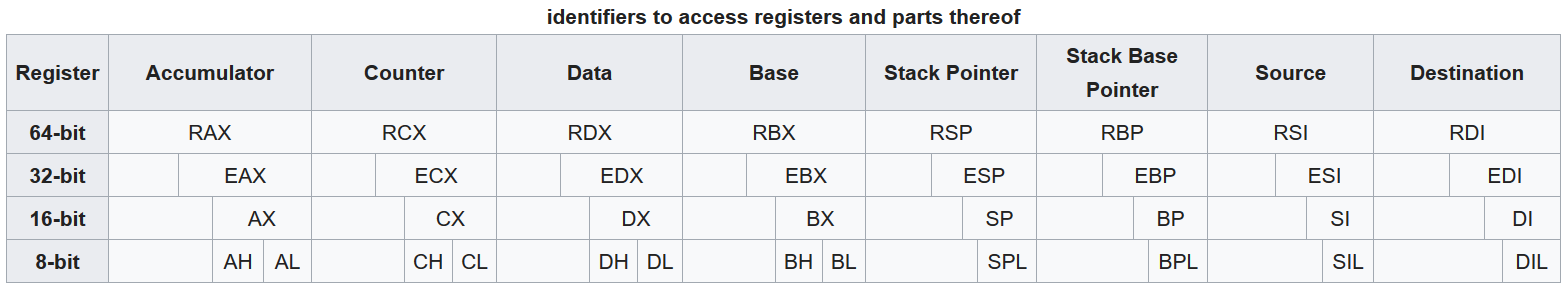 identifiers to access registers and parts thereof
Register Accumulator Counter Data Base Stack Pointer Stack Base Pointer Source Destination
64-bit RAX RCX RDX RBX RSP RBP RSI RDI
32-bit EAX ECX EDX EBX ESP EBP ESI EDI
16-bit AX CX DX BX SP BP SI DI
8-bit AH AL CH CL DH DL BH BL SPL BPL SIL DIL